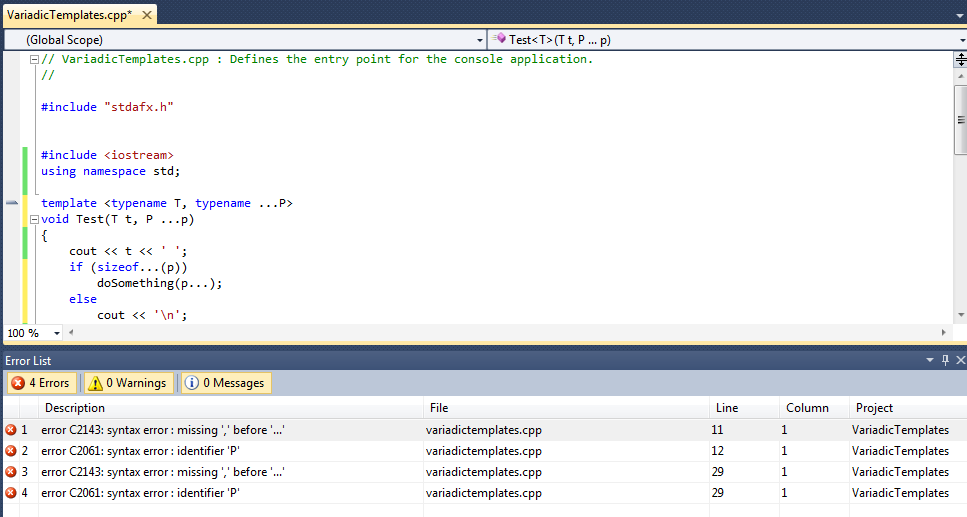 VariadicTemplates.cpp*
(Global Scope) Test<T>(T t, P ... p)
// VariadicTemplates.cpp : Defines the entry point for the console application.
//
#include "stdafx.h"
#include <iostream>
using namespace std;
template <typename T, typename ...P>
void Test(T t, P ...p)
{
cout << t << ' ';
if (sizeof...(p))
doSomething(p...);
else
cout << '\n';
100 %
Error List
4 Errors 0 Warnings 0 Messages
Description File Line Column Project
1 error C2143: syntax error : missing ',' before '...' variadictemplates.cpp 11 1 VariadicTemplates
2 error C2061: syntax error : identifier 'P' variadictemplates.cpp 12 1 VariadicTemplates
3 error C2143: syntax error : missing ',' before '...' variadictemplates.cpp 29 1 VariadicTemplates
4 error C2061: syntax error : identifier 'P' variadictemplates.cpp 29 1 VariadicTemplates